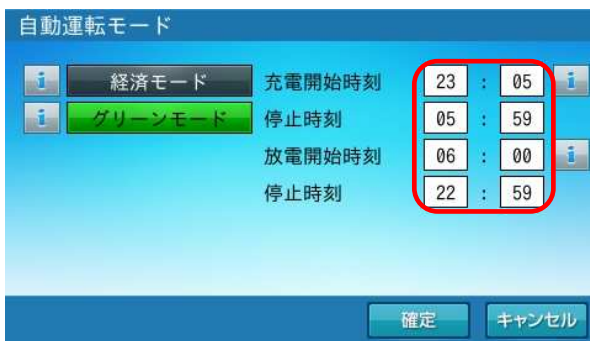 自動運転モード
i 経済モード 充電開始時刻 23 : 05 i
i グリーンモード 停止時刻 05 : 59
放電開始時刻 06 : 00 i
停止時刻 22 : 59
確定 キャンセル